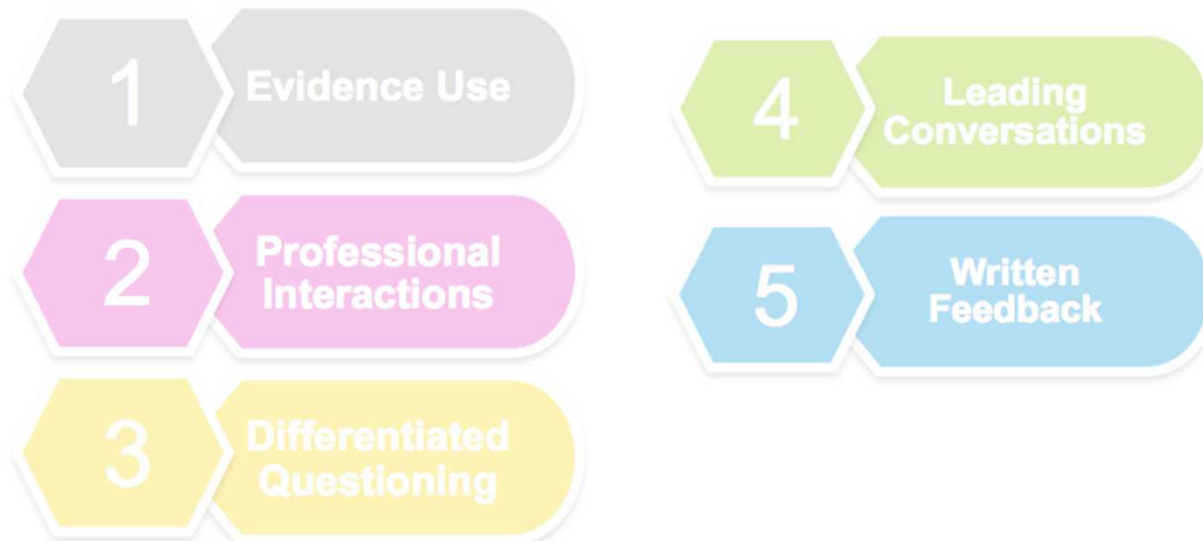 1
Evidence Use
2
Professional
Interactions
3
Differentiated
Questioning
4
Leading
Conversations
5
Written
Feedback